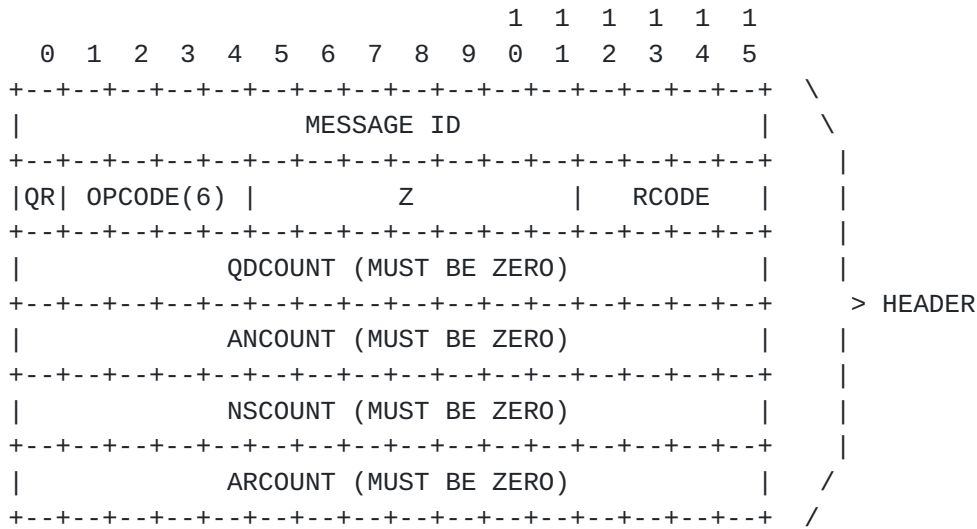 1  1  1  1  1  1
   0  1  2  3  4  5  6  7  8  9  0  1  2  3  4  5
 +--+--+--+--+--+--+--+--+--+--+--+--+--+--+--+--+  \
 |                  MESSAGE ID                   |   \
 +--+--+--+--+--+--+--+--+--+--+--+--+--+--+--+--+    |
 |QR| OPCODE(6) |         Z          |   RCODE   |    |
 +--+--+--+--+--+--+--+--+--+--+--+--+--+--+--+--+    |
 |             QDCOUNT (MUST BE ZERO)            |    |
 +--+--+--+--+--+--+--+--+--+--+--+--+--+--+--+--+     > HEADER
 |             ANCOUNT (MUST BE ZERO)            |    |
 +--+--+--+--+--+--+--+--+--+--+--+--+--+--+--+--+    |
 |             NSCOUNT (MUST BE ZERO)            |    |
 +--+--+--+--+--+--+--+--+--+--+--+--+--+--+--+--+    |
 |             ARCOUNT (MUST BE ZERO)            |   /
 +--+--+--+--+--+--+--+--+--+--+--+--+--+--+--+--+  /